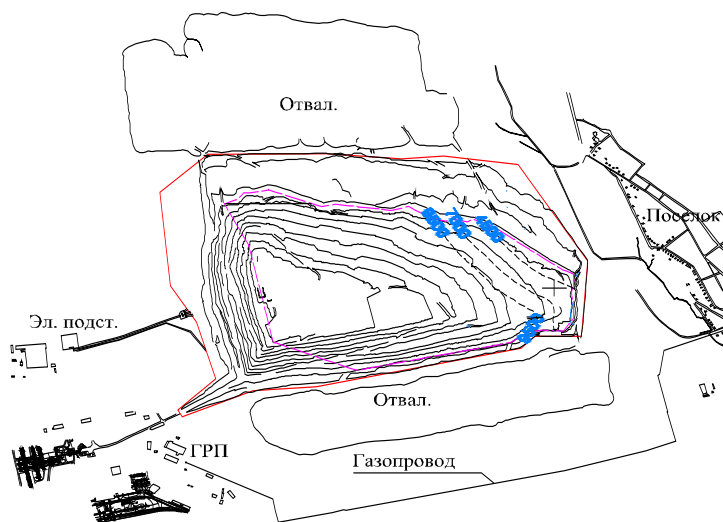 Отвал.
Поселок
Эл. подст.
Отвал.
ГРП
Газопровод